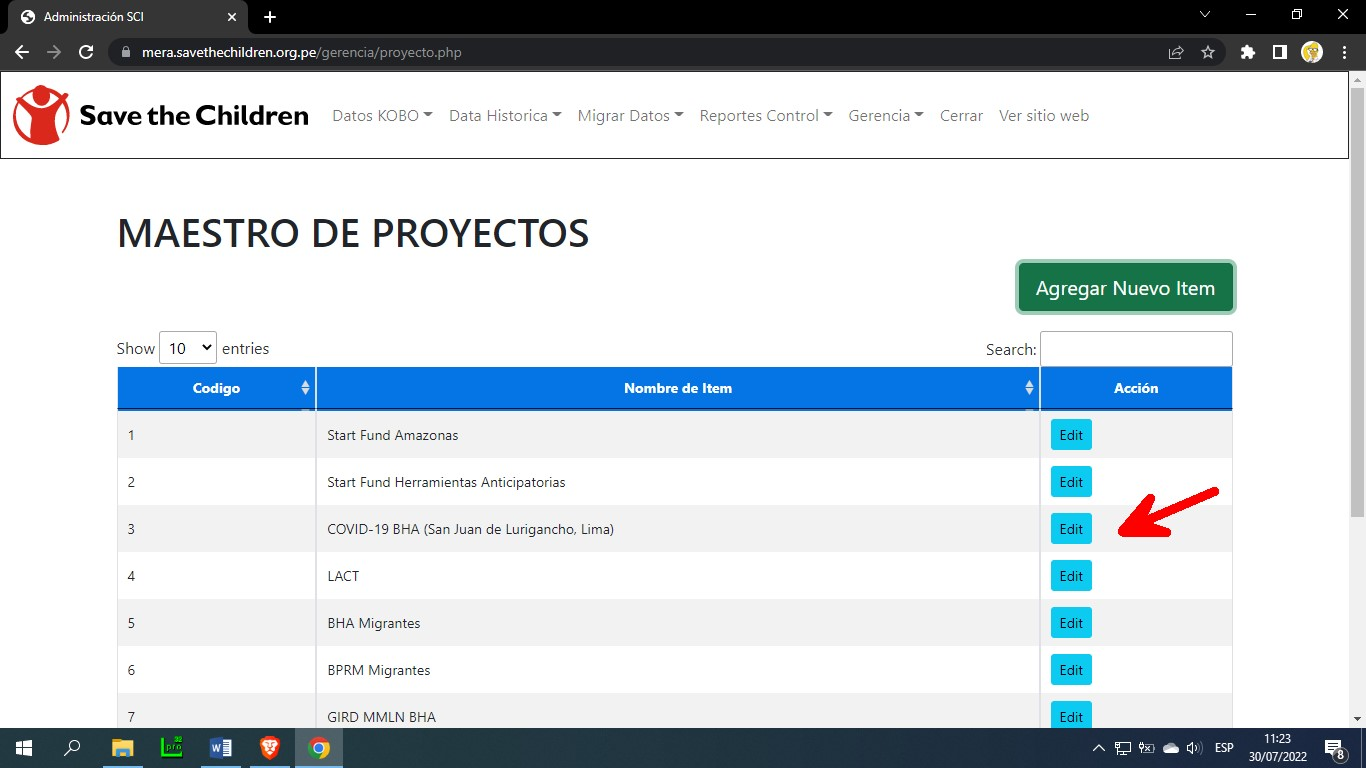 Administración SCI
mera.savethechildren.org.pe/gerencia/proyecto.php
Save the Children Datos KOBO Data Historica Migrar Datos Reportes Control Gerencia Cerrar Ver sitio web
MAESTRO DE PROYECTOS
Agregar Nuevo Item
Show 10 entries Search:
Codigo Nombre de Item Acción
1 Start Fund Amazonas Edit
2 Start Fund Herramientas Anticipatorias Edit
3 COVID-19 BHA (San Juan de Lurigancho, Lima) Edit
4 LACT Edit
5 BHA Migrantes Edit
6 BPRM Migrantes Edit
7 GIRD MMLN BHA Edit
ESP 11:23
30/07/2022 8